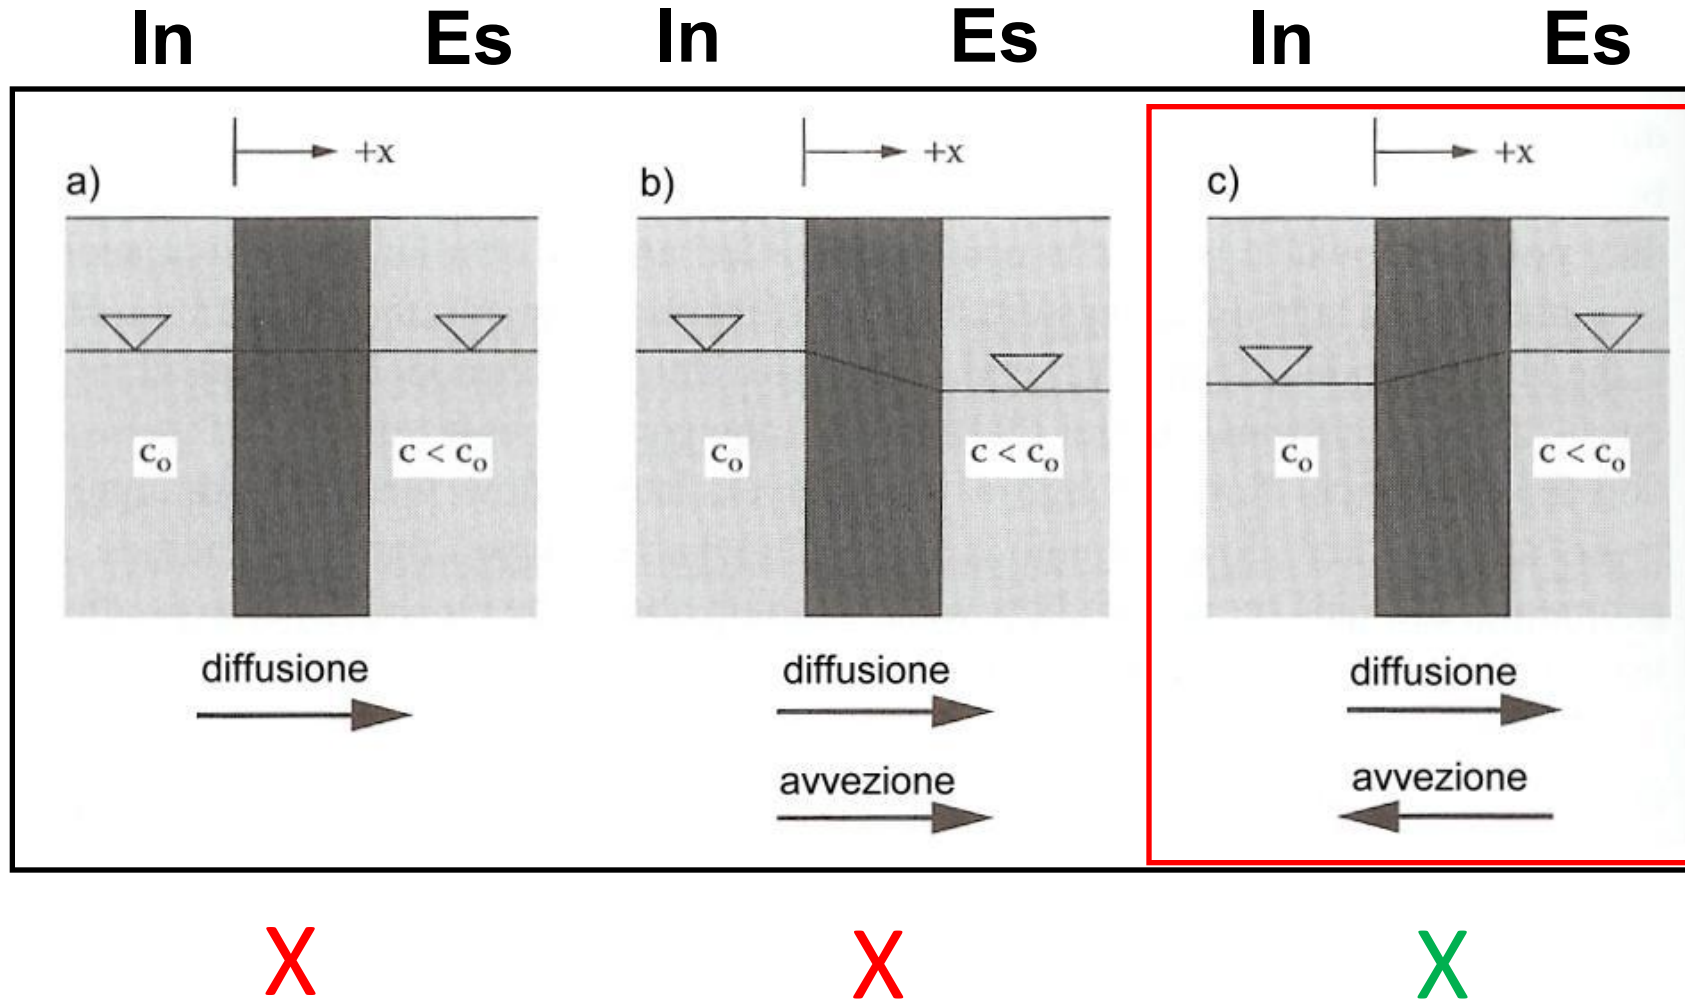 In Es In Es In Es
+x +x +x
a) b) c)
c₀ c < c₀ c₀ c < c₀ c₀ c < c₀
diffusione diffusione diffusione
avvezione avvezione
X X X